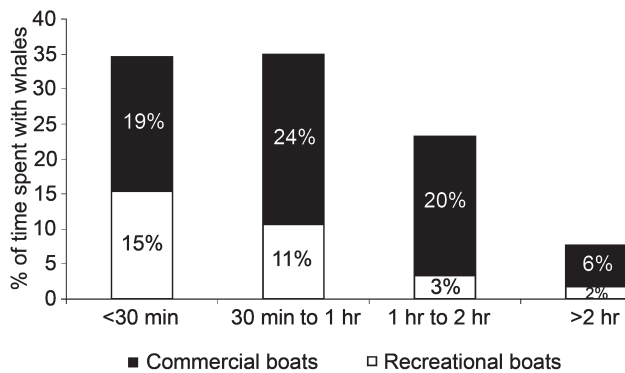 % of time spent with whales
40
35
30
25
20
15
10
5
0
19%
24%
20%
6%
15%
11%
3%
2%
<30 min
30 min to 1 hr
1 hr to 2 hr
>2 hr
Commercial boats
Recreational boats